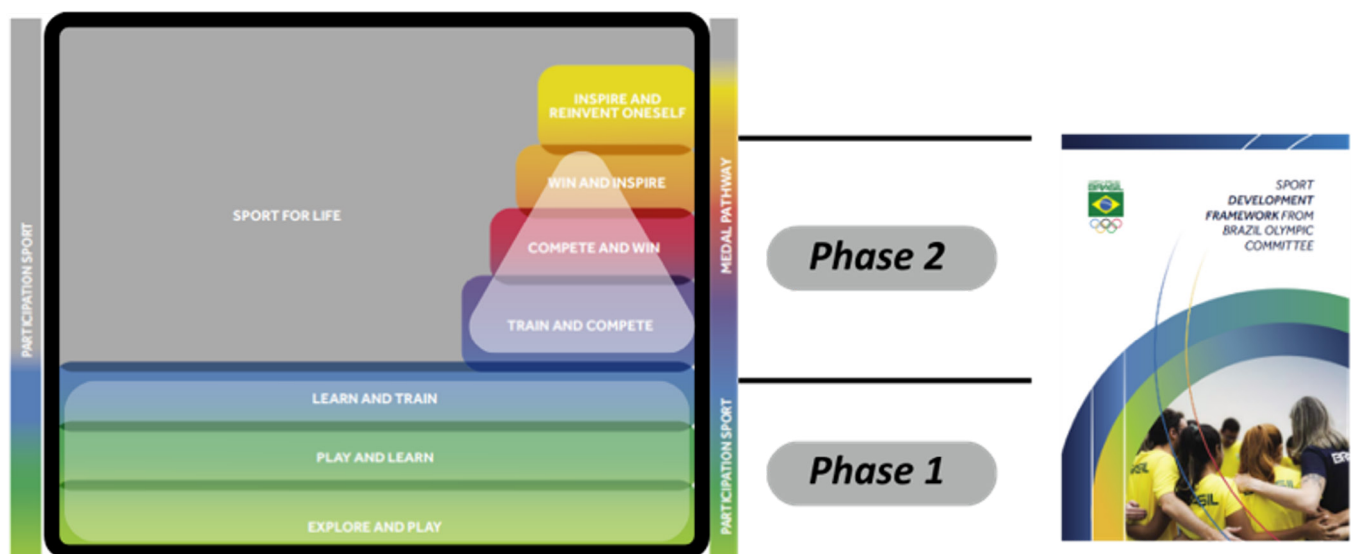 PARTICIPATION SPORT
INSPIRE AND
REINVENT ONESELF
WIN AND INSPIRE
SPORT FOR LIFE
COMPETE AND WIN
TRAIN AND COMPETE
LEARN AND TRAIN
PLAY AND LEARN
EXPLORE AND PLAY
MEDAL PATHWAY
PARTICIPATION SPORT
Phase 2
Phase 1
BRASIL
SPORT
DEVELOPMENT
FRAMEWORK FROM
BRAZIL OLYMPIC
COMMITTEE